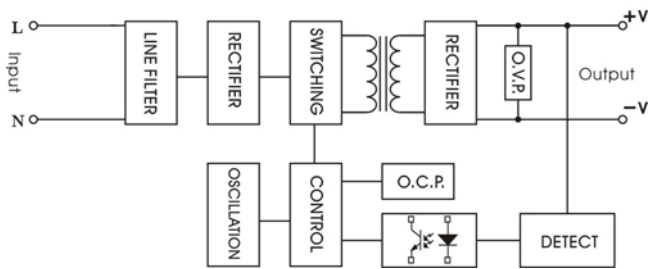 L
N
Input
LINE FILTER
RECTIFIER
SWITCHING
RECTIFIER
O.V.P.
+V
Output
-V
OSCILLATION
CONTROL
O.C.P.
DETECT